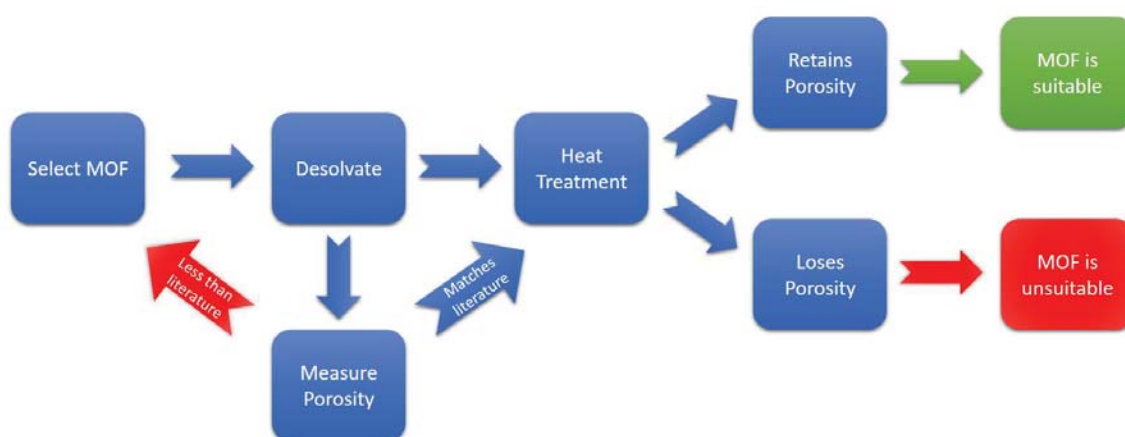 Select MOF
Desolvate
Less than
literature
Measure
Porosity
Matches
literature
Heat
Treatment
Retains
Porosity
MOF is
suitable
Loses
Porosity
MOF is
unsuitable